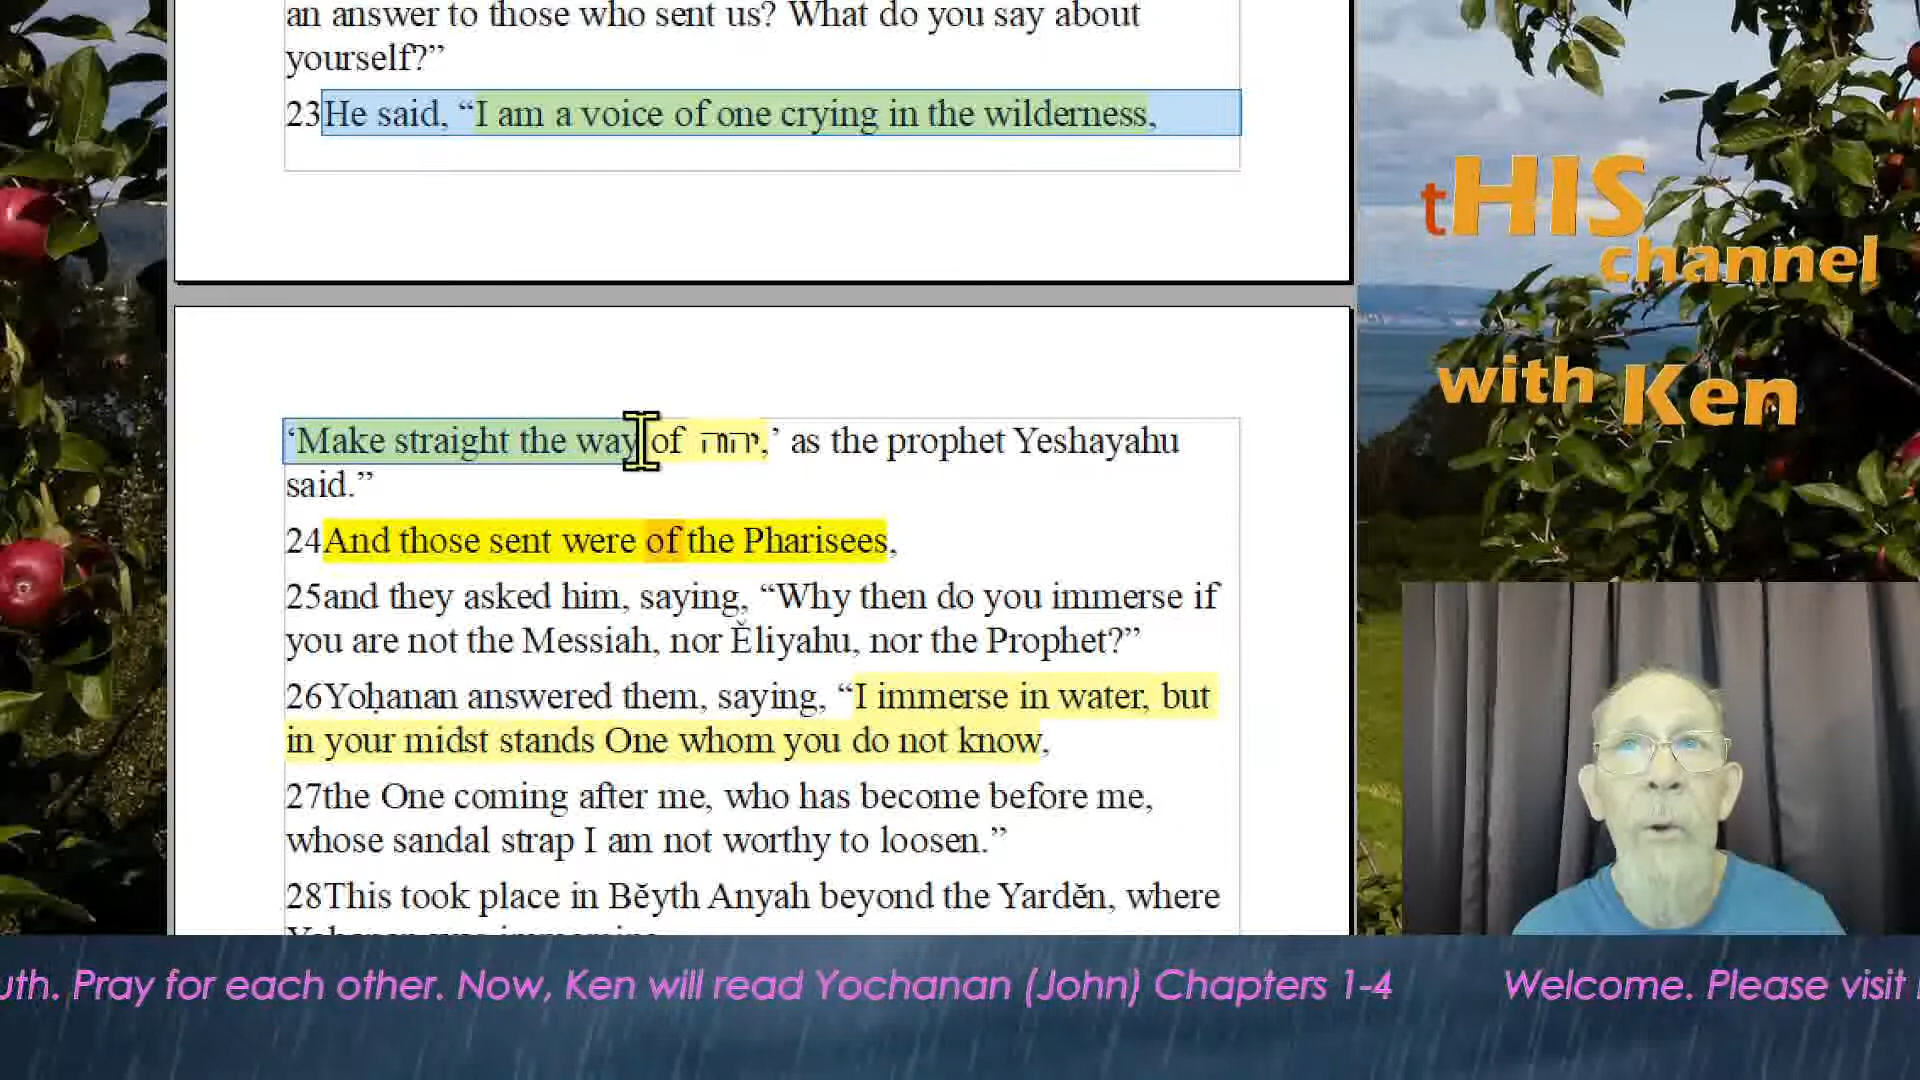 an answer to those who sent us? What do you say about
yourself?”
23He said, “I am a voice of one crying in the wilderness,
‘Make straight the way of יהוה,’ as the prophet Yeshayahu
said.”
24And those sent were of the Pharisees,
25and they asked him, saying, “Why then do you immerse if
you are not the Messiah, nor Ěliyahu, nor the Prophet?”
26Yoḥanan answered them, saying, “I immerse in water, but
in your midst stands One whom you do not know,
27the One coming after me, who has become before me,
whose sandal strap I am not worthy to loosen.”
28This took place in Bĕyth Anyah beyond the Yardĕn, where
tHIS
channel
with Ken
uth. Pray for each other. Now, Ken will read Yochanan (John) Chapters 1-4 Welcome. Please visit